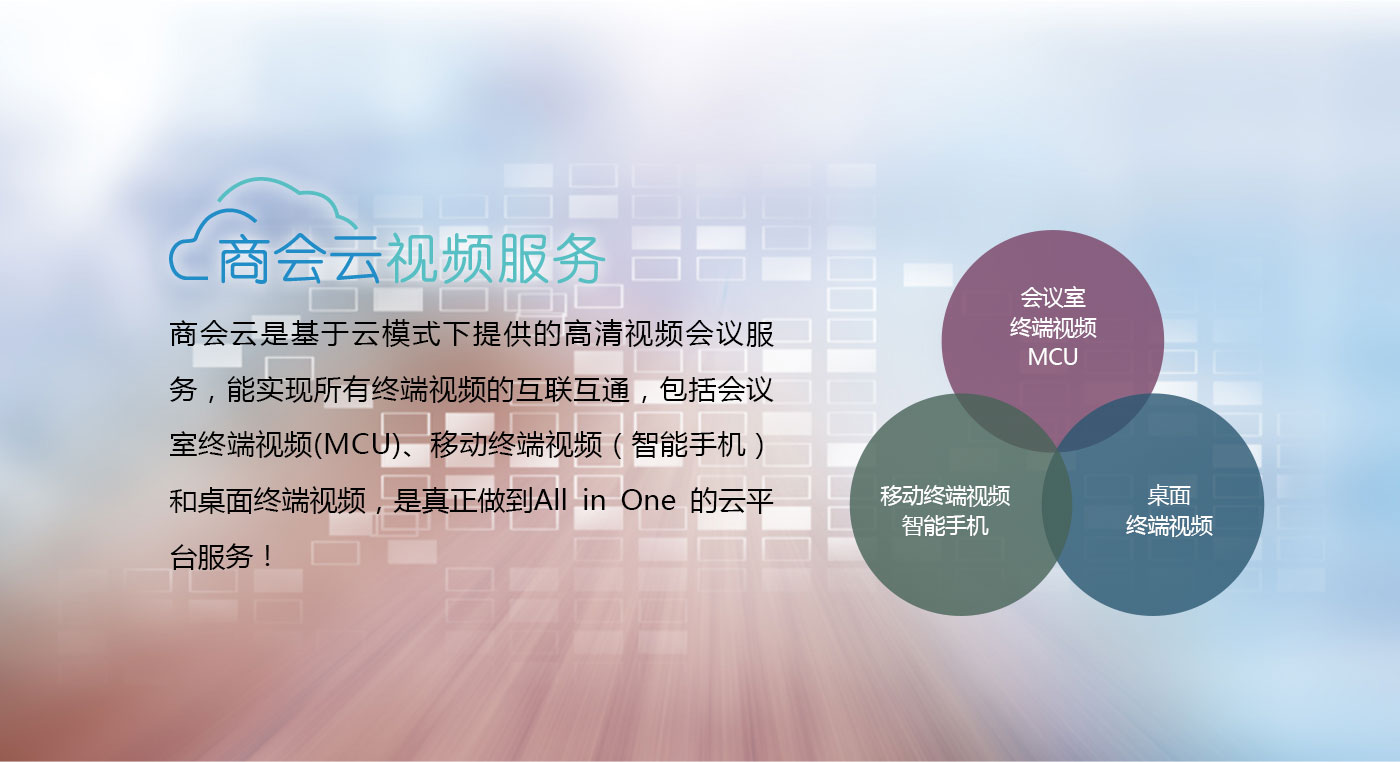 商会云视频服务
商会云是基于云模式下提供的高清视频会议服
务，能实现所有终端视频的互联互通，包括会议
室终端视频(MCU)、移动终端视频（智能手机）
和桌面终端视频，是真正做到All in One 的云平
台服务！
会议室
终端视频
MCU
移动终端视频
智能手机
桌面
终端视频